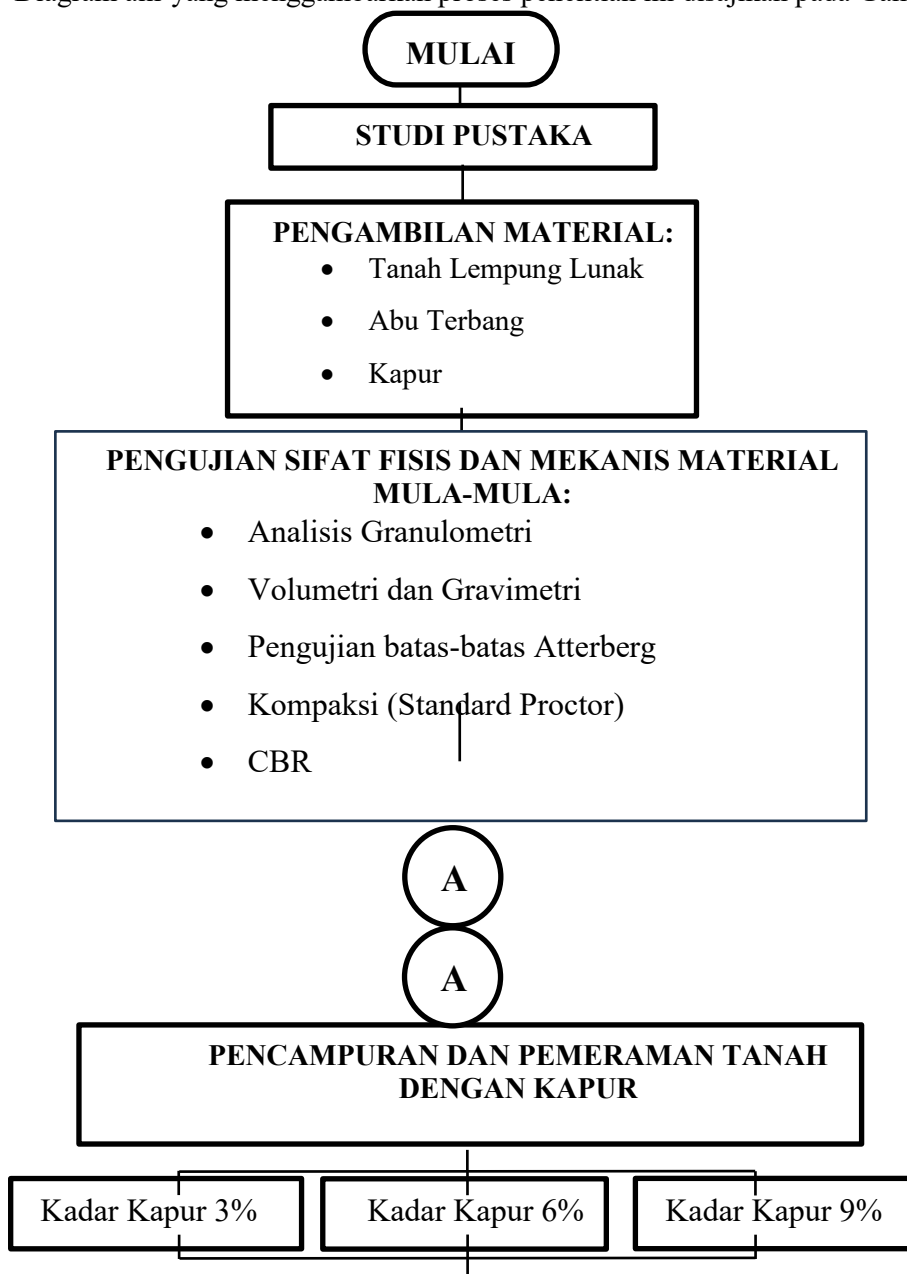 MULAI
STUDI PUSTAKA
PENGAMBILAN MATERIAL:
• Tanah Lempung Lunak
• Abu Terbang
• Kapur
PENGUJIAN SIFAT FISIS DAN MEKANIS MATERIAL
MULA-MULA:
• Analisis Granulometri
• Volumetri dan Gravimetri
• Pengujian batas-batas Atterberg
• Kompaksi (Standard Proctor)
• CBR
A
A
PENCAMPURAN DAN PEMERAMAN TANAH
DENGAN KAPUR
Kadar Kapur 3% Kadar Kapur 6% Kadar Kapur 9%